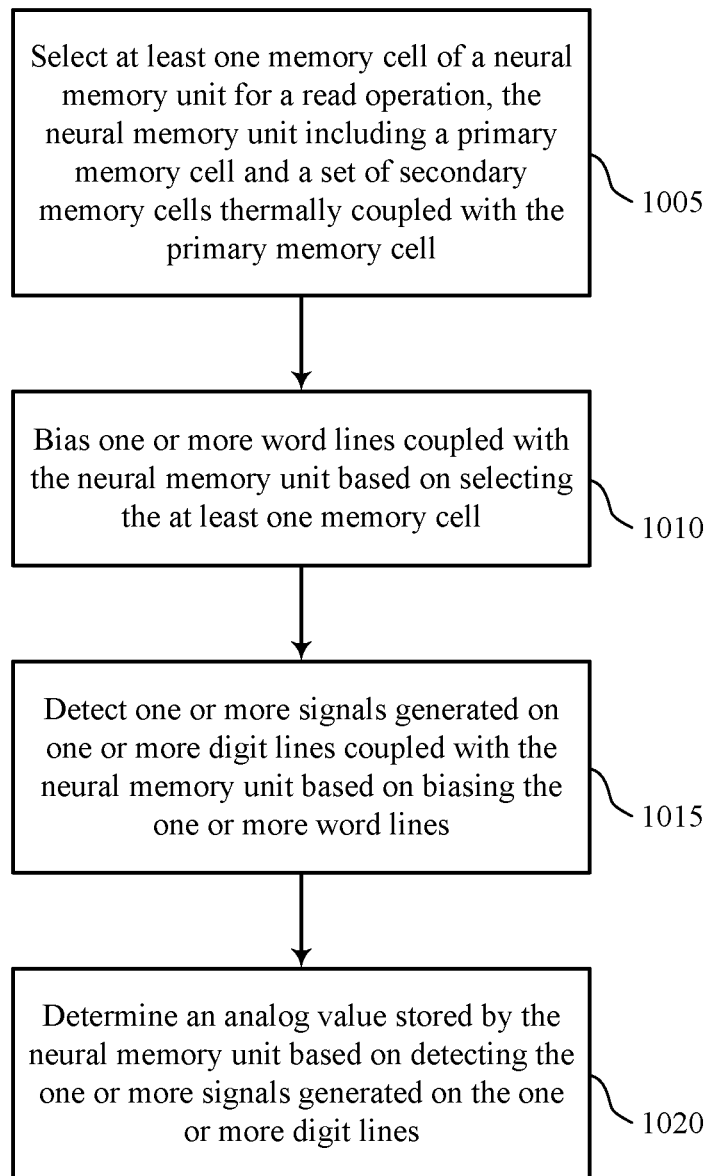 Select at least one memory cell of a neural
memory unit for a read operation, the
neural memory unit including a primary
memory cell and a set of secondary
memory cells thermally coupled with the
primary memory cell
1005
Bias one or more word lines coupled with
the neural memory unit based on selecting
the at least one memory cell
1010
Detect one or more signals generated on
one or more digit lines coupled with the
neural memory unit based on biasing the
one or more word lines
1015
Determine an analog value stored by the
neural memory unit based on detecting the
one or more signals generated on the one
or more digit lines
1020